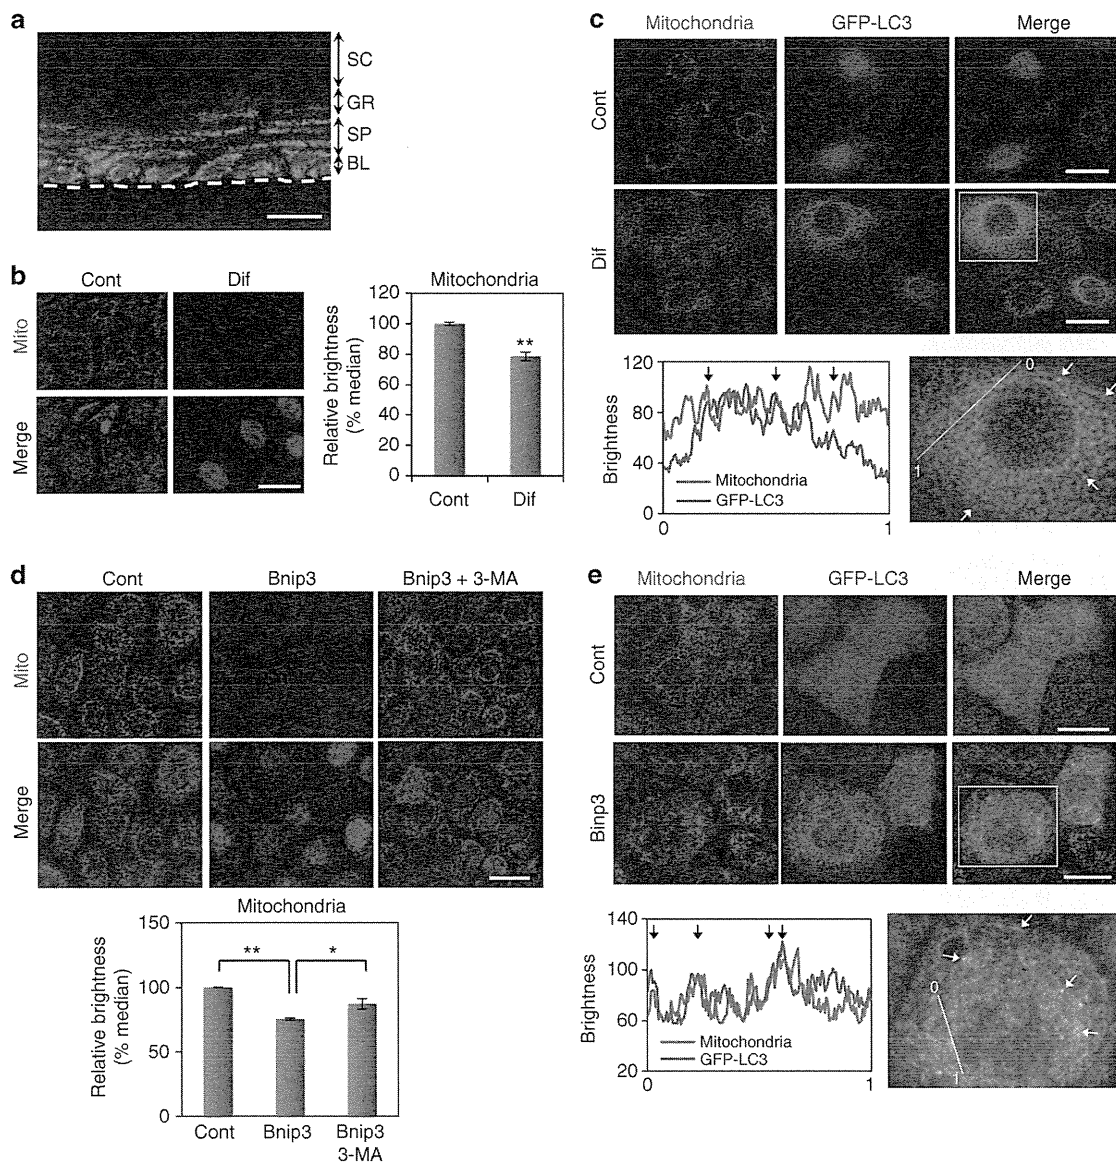 a
SC
GR
SP
BL
b
Cont
Dif
Mito
Merge
Mitochondria
Relative brightness
(% median)
120
100
80
60
40
20
0
**
Cont
Dif
c
Mitochondria
GFP-LC3
Merge
Cont
Dif
Brightness
120
80
40
0
Mitochondria
GFP-LC3
0
1
0
1
d
Cont
Bnip3
Bnip3 + 3-MA
Mito
Merge
Mitochondria
Relative brightness
(% median)
150
100
50
0
**
*
Cont
Bnip3
Bnip3
3-MA
e
Mitochondria
GFP-LC3
Merge
Cont
Binp3
Brightness
140
100
60
20
Mitochondria
GFP-LC3
0
1
0
1